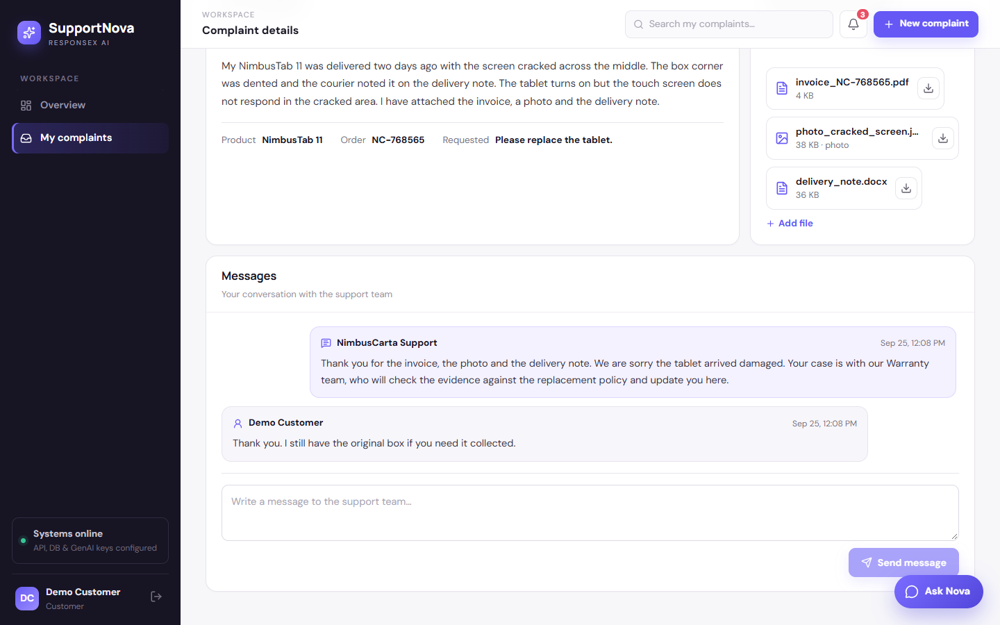 SupportNova
RESPONSEX AI
WORKSPACE
Overview
My complaints
Systems online
API, DB & GenAI keys configured
DC
Demo Customer
Customer
WORKSPACE
Complaint details
Search my complaints...
3
New complaint
My NimbusTab 11 was delivered two days ago with the screen cracked across the middle. The box corner
was dented and the courier noted it on the delivery note. The tablet turns on but the touch screen does
not respond in the cracked area. I have attached the invoice, a photo and the delivery note.
Product NimbusTab 11 Order NC-768565 Requested Please replace the tablet.
invoice_NC-768565.pdf
4 KB
photo_cracked_screen.j...
38 KB · photo
delivery_note.docx
36 KB
Add file
Messages
Your conversation with the support team
NimbusCarta Support Sep 25, 12:08 PM
Thank you for the invoice, the photo and the delivery note. We are sorry the tablet arrived damaged. Your case is with our Warranty
team, who will check the evidence against the replacement policy and update you here.
Demo Customer Sep 25, 12:08 PM
Thank you. I still have the original box if you need it collected.
Write a message to the support team...
Send message
Ask Nova